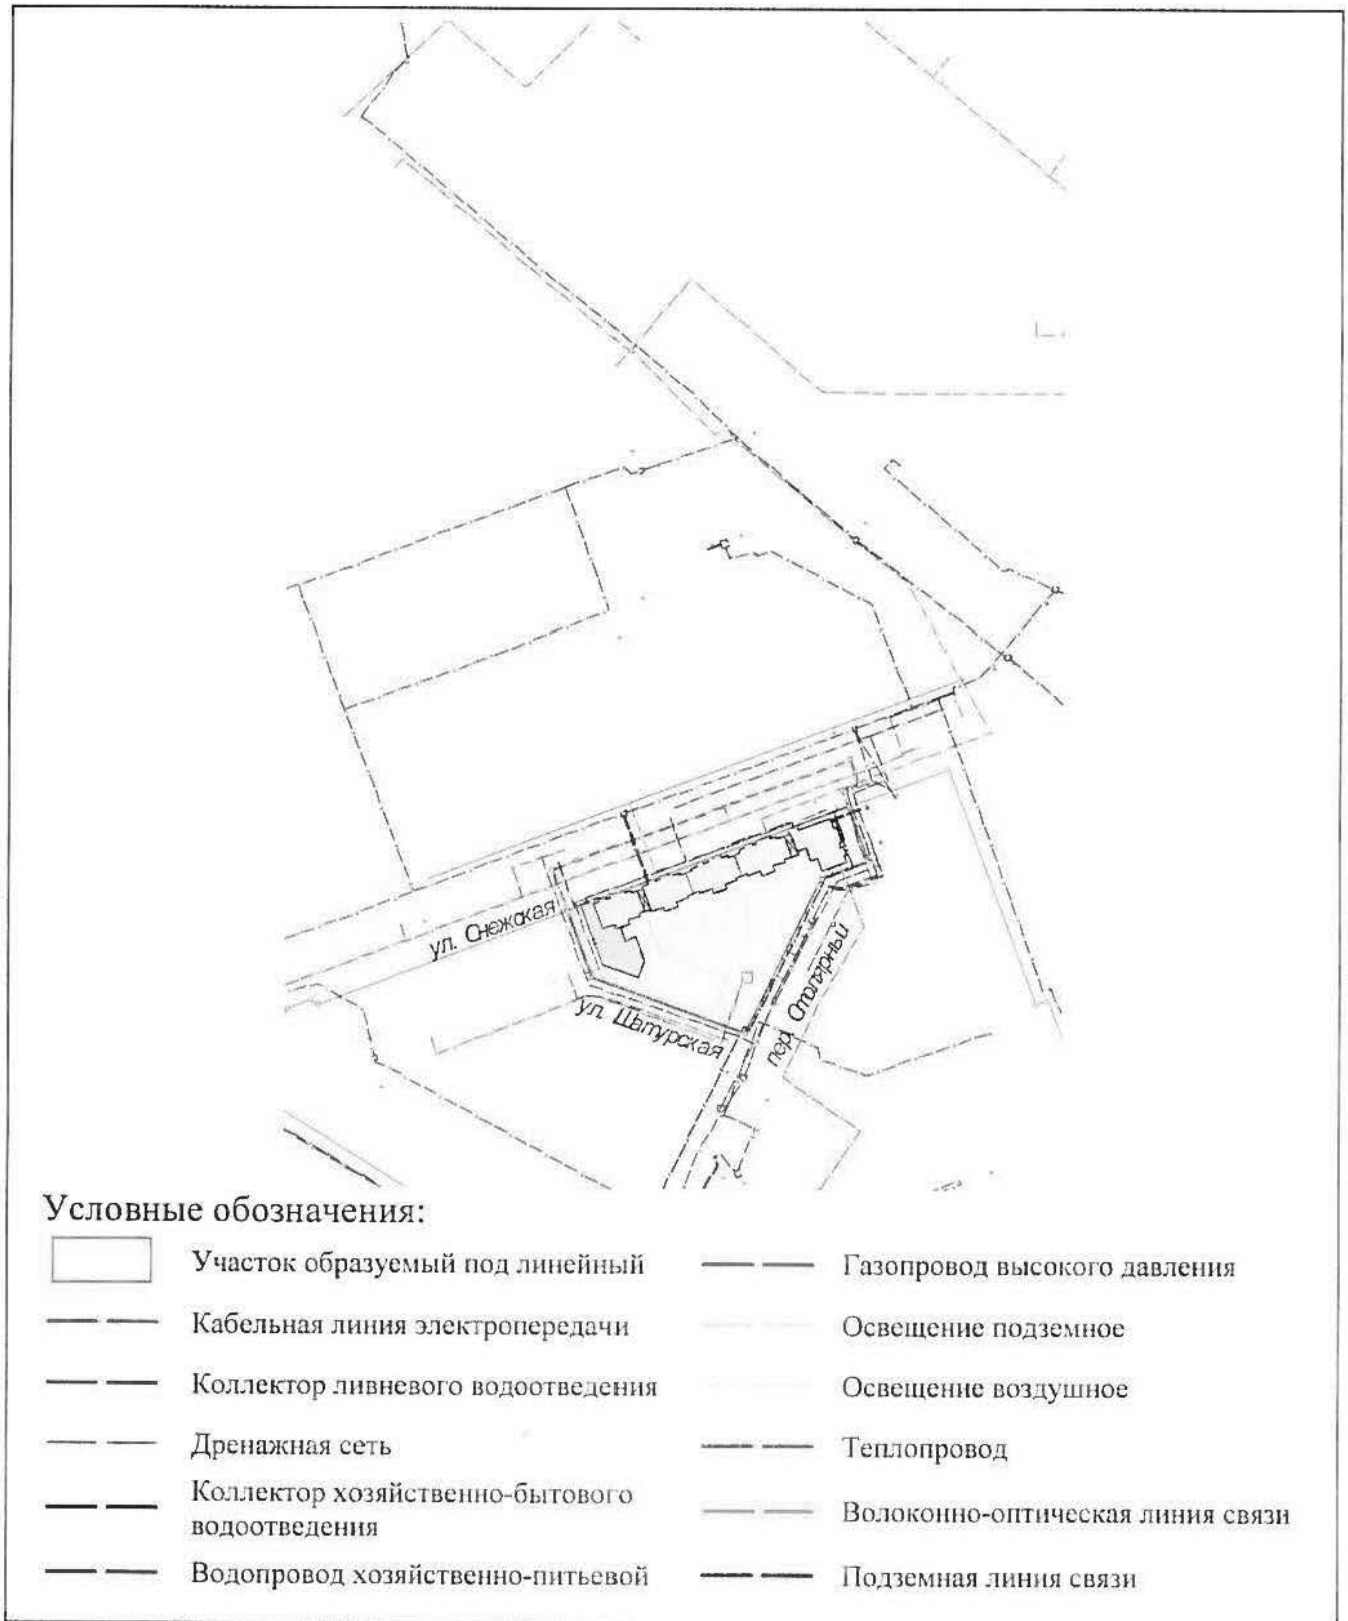 ул. Снежская
ул. Шатурская
пер. Столярный
Условные обозначения:
Участок образуемый под линейный
Кабельная линия электропередачи
Коллектор ливневого водоотведения
Дренажная сеть
Коллектор хозяйственно-бытового
водоотведения
Водопровод хозяйственно-питьевой
Газопровод высокого давления
Освещение подземное
Освещение воздушное
Теплопровод
Волоконно-оптическая линия связи
Подземная линия связи